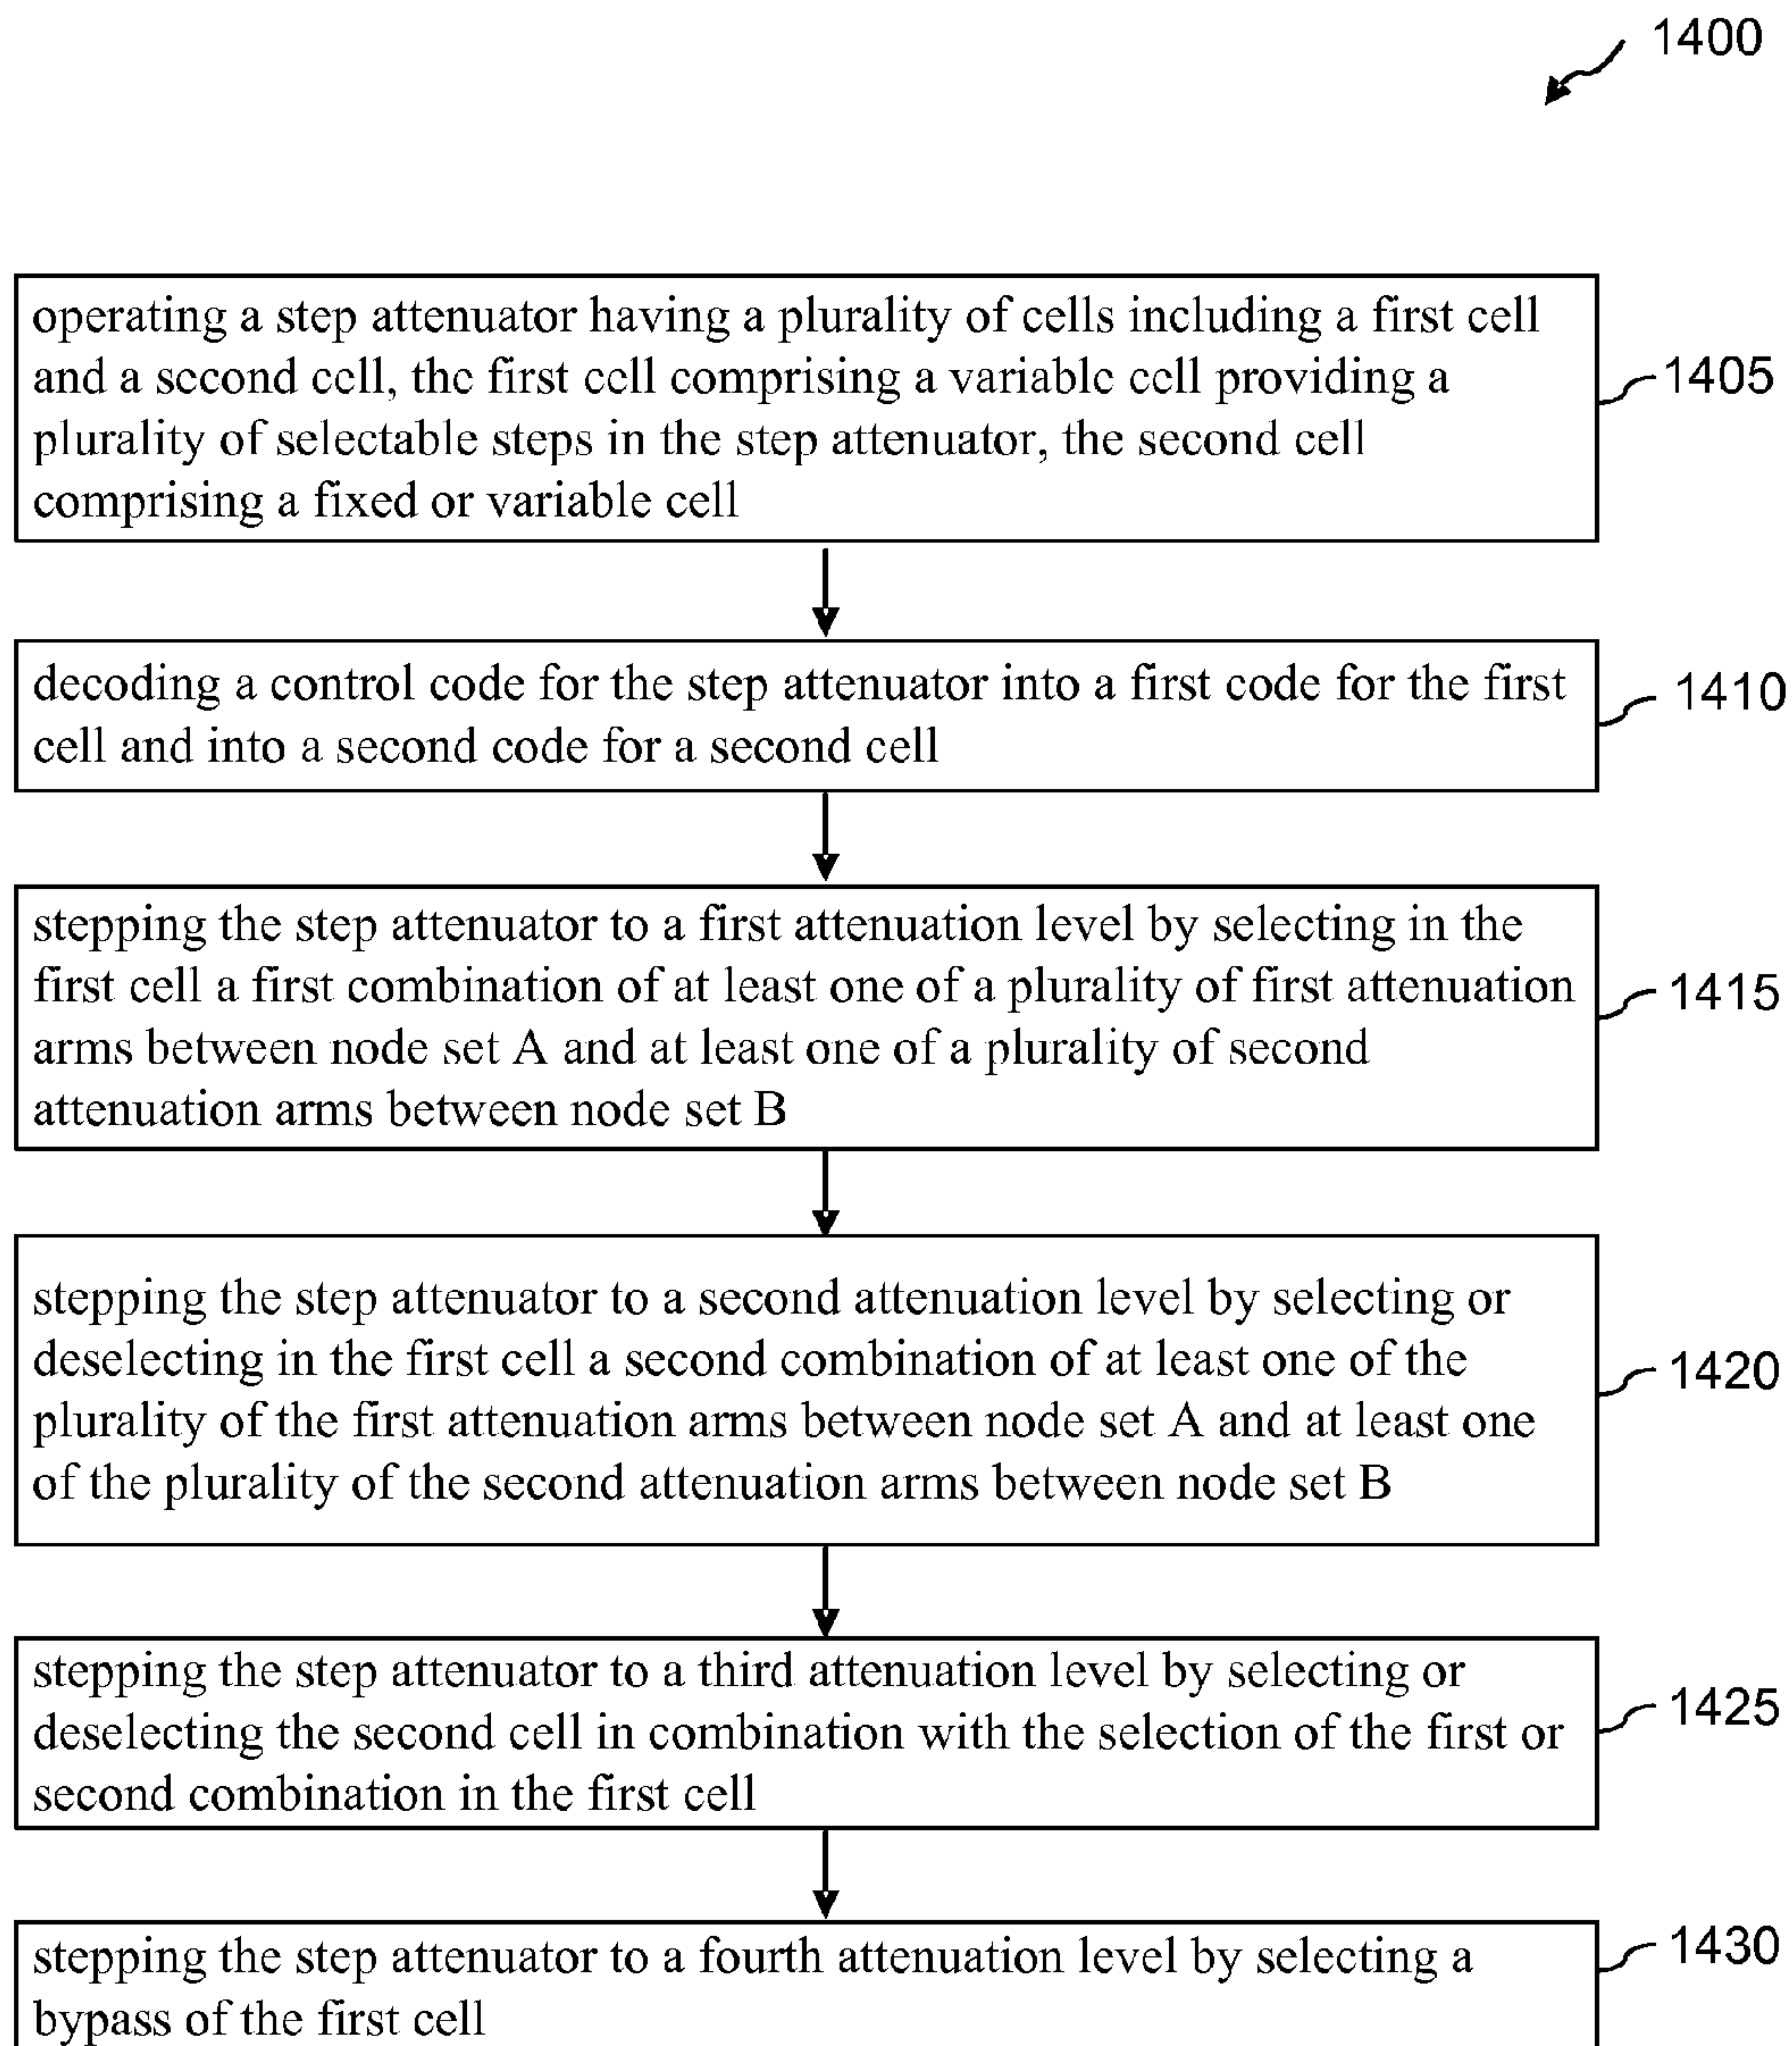 1400
operating a step attenuator having a plurality of cells including a first cell
and a second cell, the first cell comprising a variable cell providing a
plurality of selectable steps in the step attenuator, the second cell
comprising a fixed or variable cell
1405
decoding a control code for the step attenuator into a first code for the first
cell and into a second code for a second cell
1410
stepping the step attenuator to a first attenuation level by selecting in the
first cell a first combination of at least one of a plurality of first attenuation
arms between node set A and at least one of a plurality of second
attenuation arms between node set B
1415
stepping the step attenuator to a second attenuation level by selecting or
deselecting in the first cell a second combination of at least one of the
plurality of the first attenuation arms between node set A and at least one
of the plurality of the second attenuation arms between node set B
1420
stepping the step attenuator to a third attenuation level by selecting or
deselecting the second cell in combination with the selection of the first or
second combination in the first cell
1425
stepping the step attenuator to a fourth attenuation level by selecting a
bypass of the first cell
1430